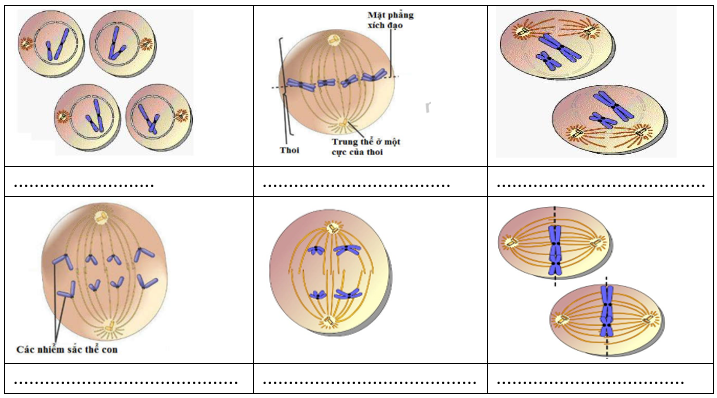 Mặt phẳng
xích đạo
Thoi
Trung thể ở một
cực của thoi
r
...........................
....................................
........................................
Các nhiễm sắc thể con
...........................................
.........................................
.....................................